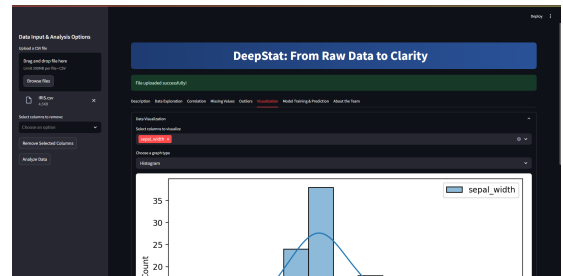 Deploy
Data Input & Analysis Options
Upload a CSV file
Drag and drop file here
Limit 200MB per file • CSV
Browse files
IRIS.csv
4.5KB
Select columns to remove:
Choose an option
Remove Selected Columns
Analyze Data
DeepStat: From Raw Data to Clarity
File uploaded successfully!
Description Data Exploration Correlation Missing Values Outliers Visualization Model Training & Prediction About the Team
Data Visualization
Select columns to visualize
sepal_width
Choose a graph type
Histogram
sepal_width
35
30
25
20
Count